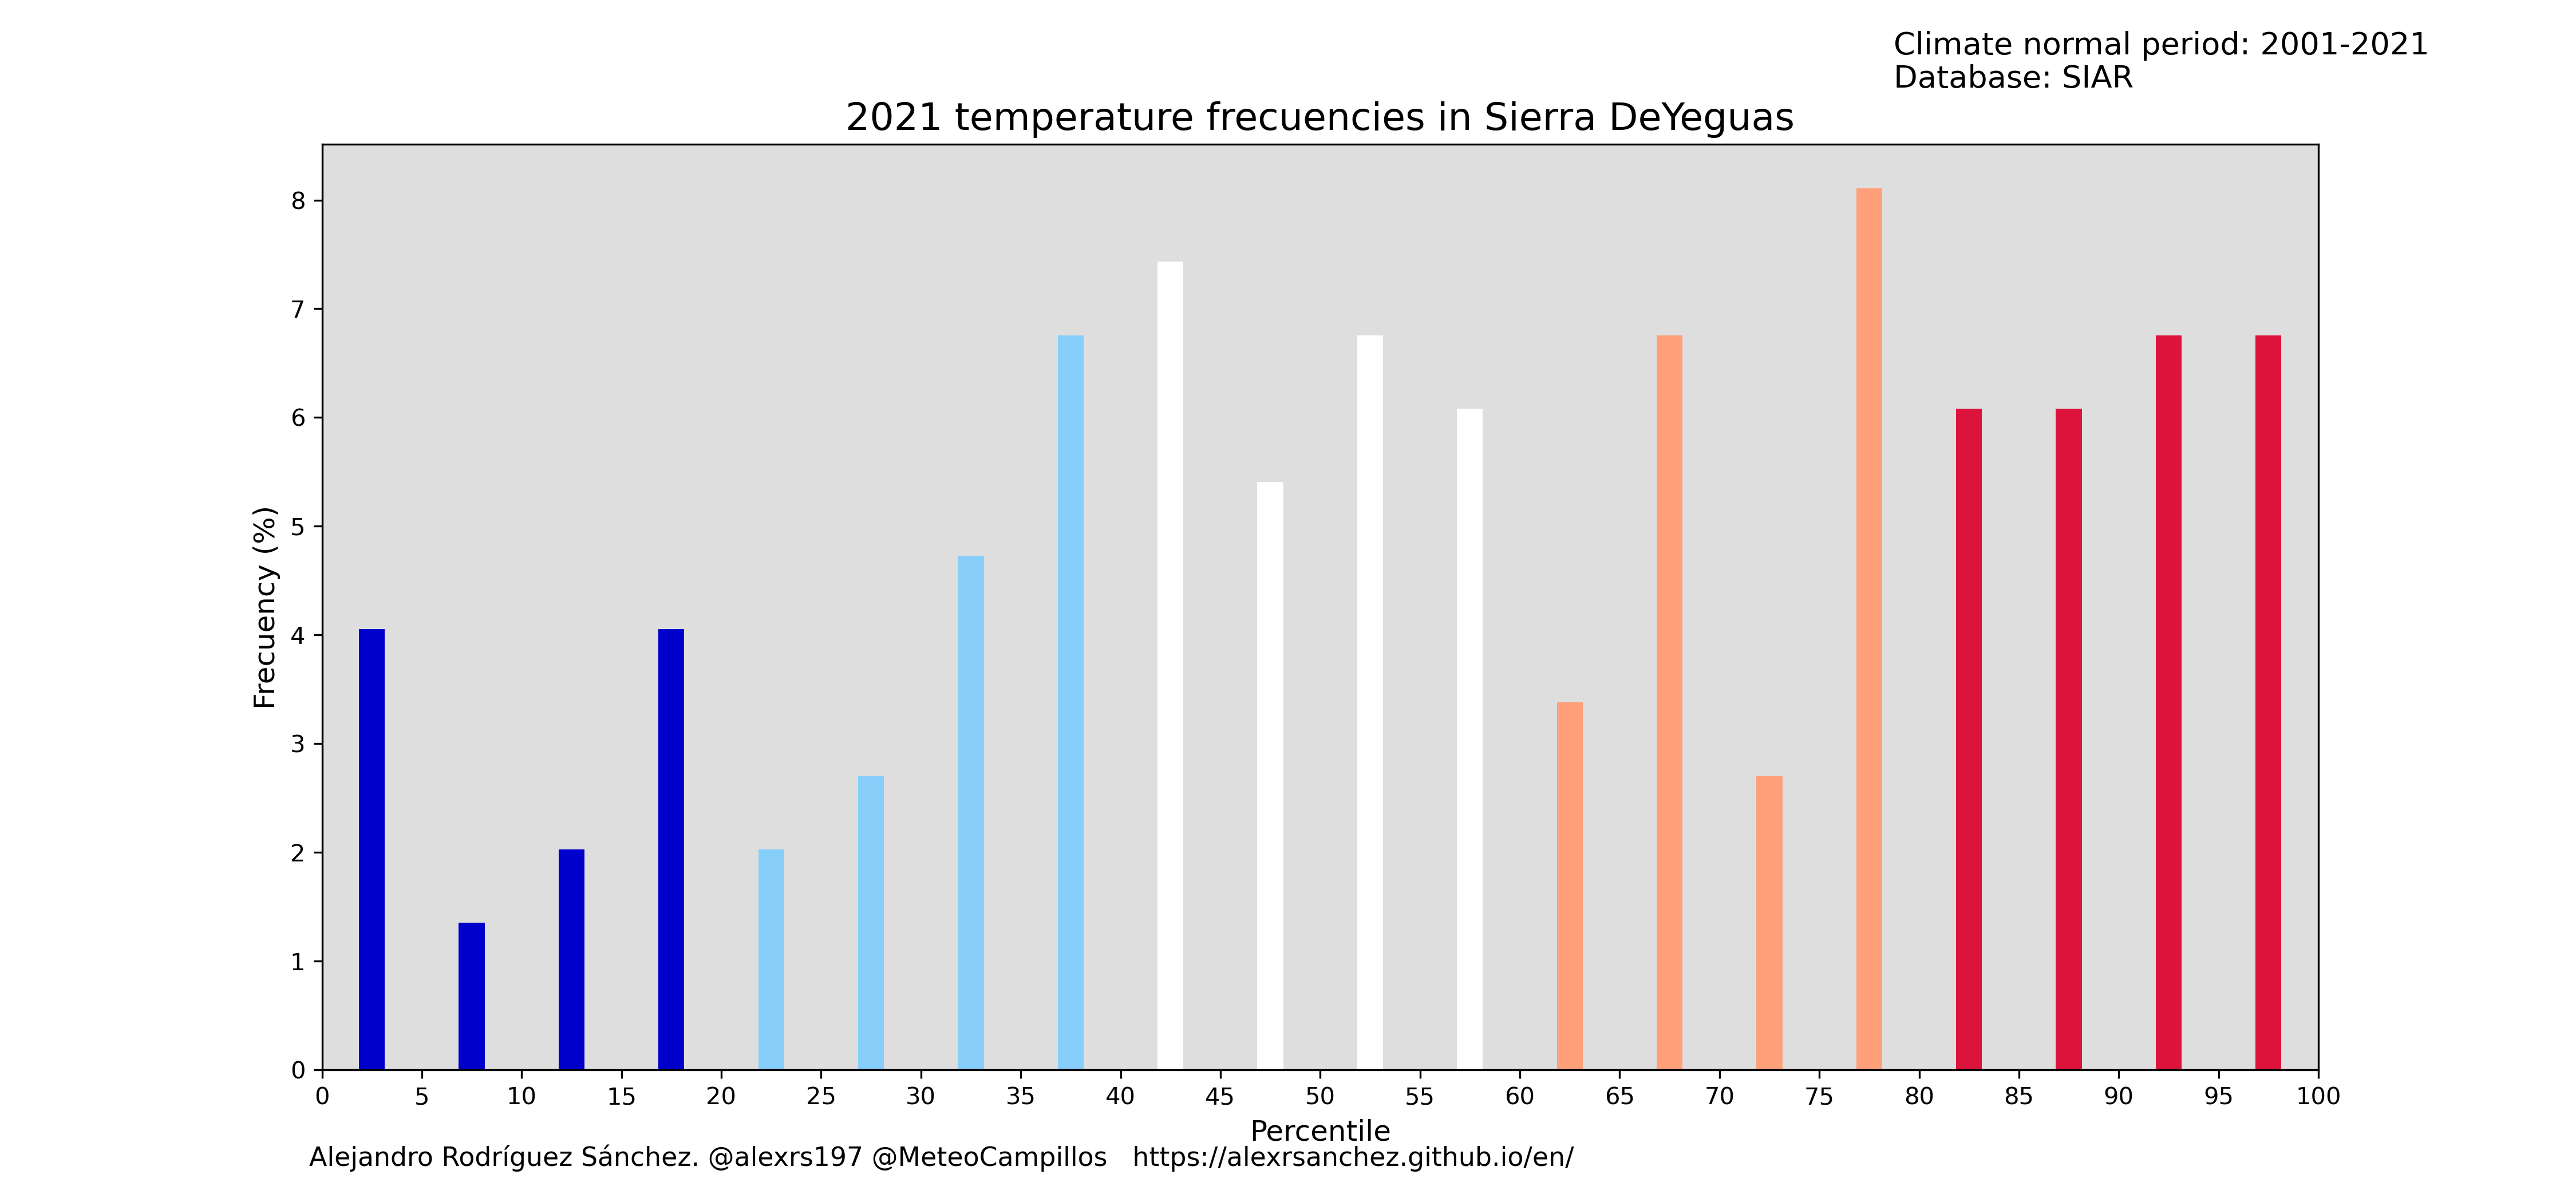 Climate normal period: 2001-2021
Database: SIAR
2021 temperature frecuencies in Sierra DeYeguas
8
7
6
5
4
3
2
1
0
Frecuency (%)
0 5 10 15 20 25 30 35 40 45 50 55 60 65 70 75 80 85 90 95 100
Percentile
Alejandro Rodríguez Sánchez. @alexrs197 @MeteoCampillos https://alexrsanchez.github.io/en/